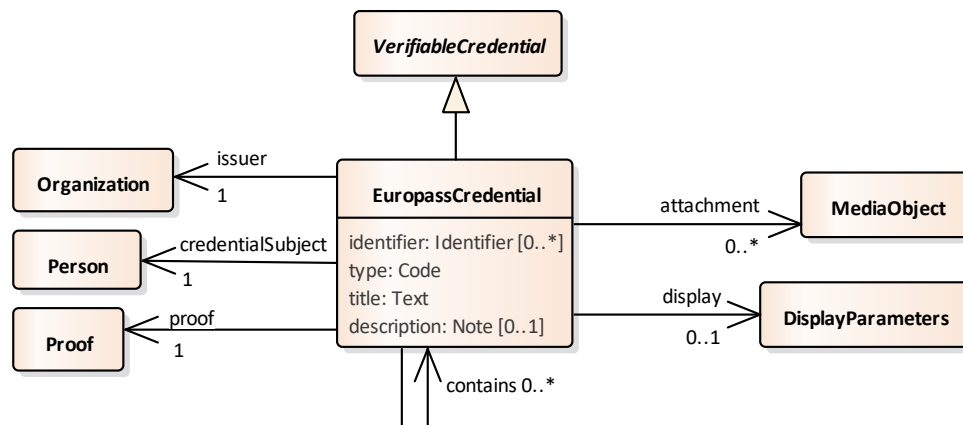 VerifiableCredential
issuer
Organization
1
EuropassCredential
identifier: Identifier [0..*]
type: Code
title: Text
description: Note [0..1]
attachment
MediaObject
0..*
credentialSubject
Person
1
display
DisplayParameters
0..1
proof
Proof
1
contains 0..*